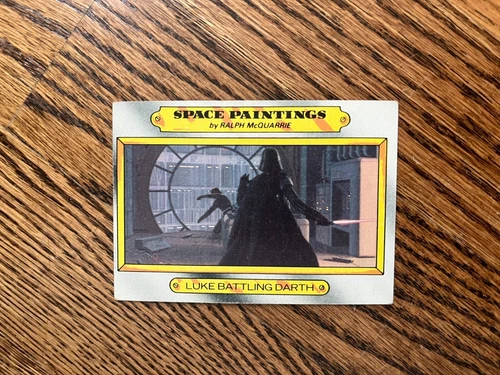 SPACE PAINTINGS
by RALPH McQUARRIE
LUKE BATTLING DARTH